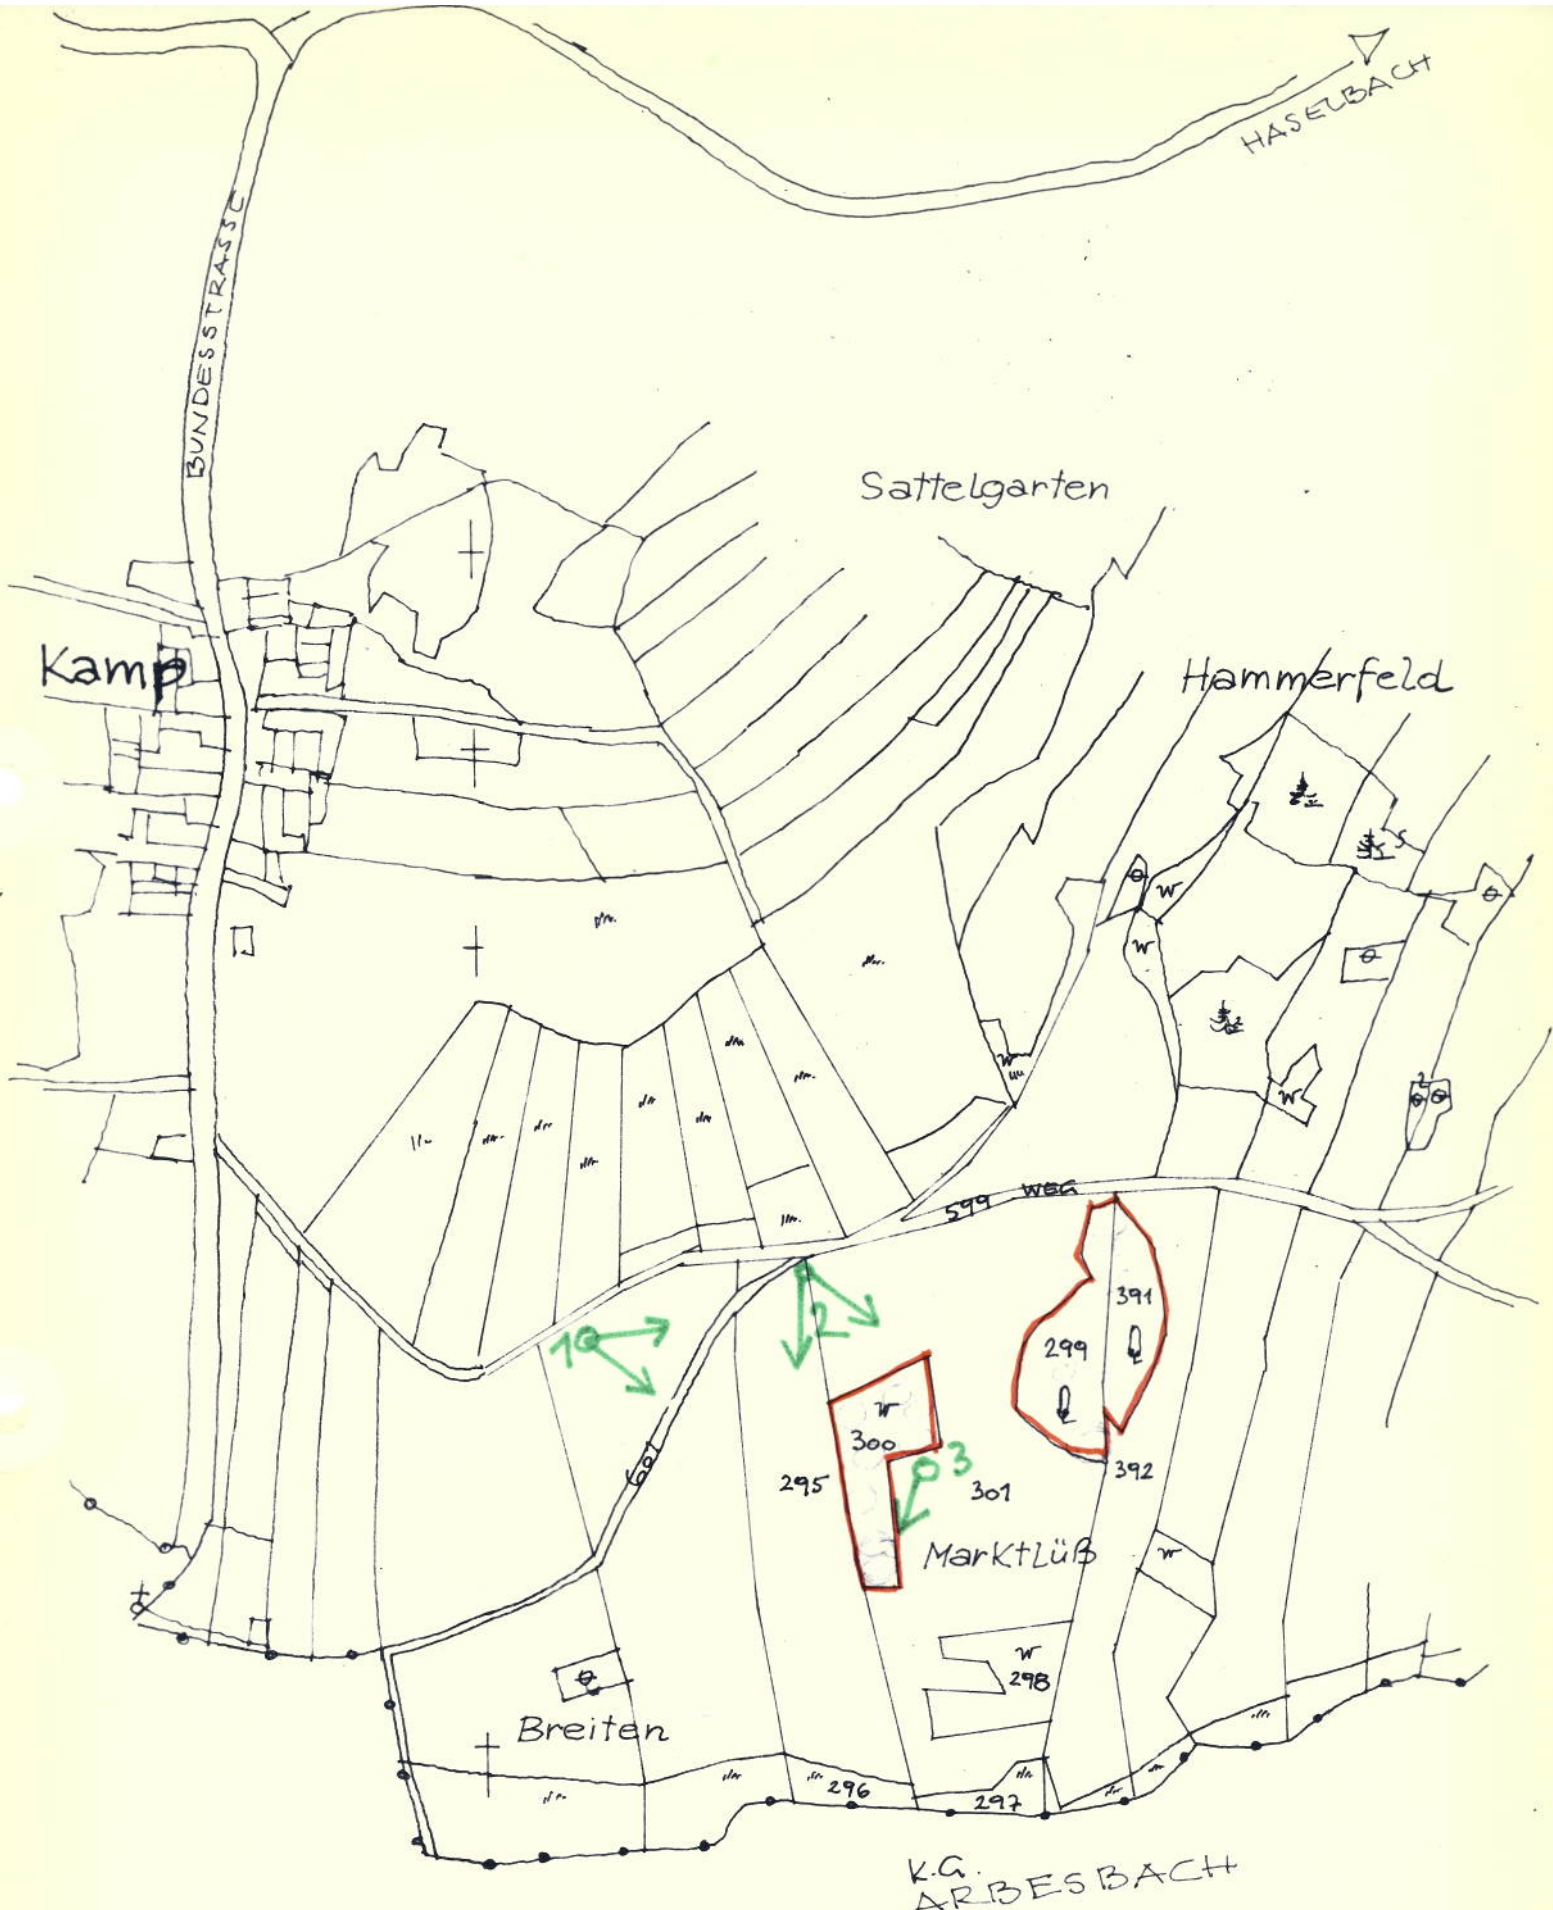 HASELBACH
BUNDESSTRASSE
Sattelgarten
Kamp
Hammerfeld
W
W
W
W
599 WEG
391
1
2
299
W
300
3
601
295
301
392
Marktlüß
W
W
298
Breiten
296
297
K.G.
ARBESBACH